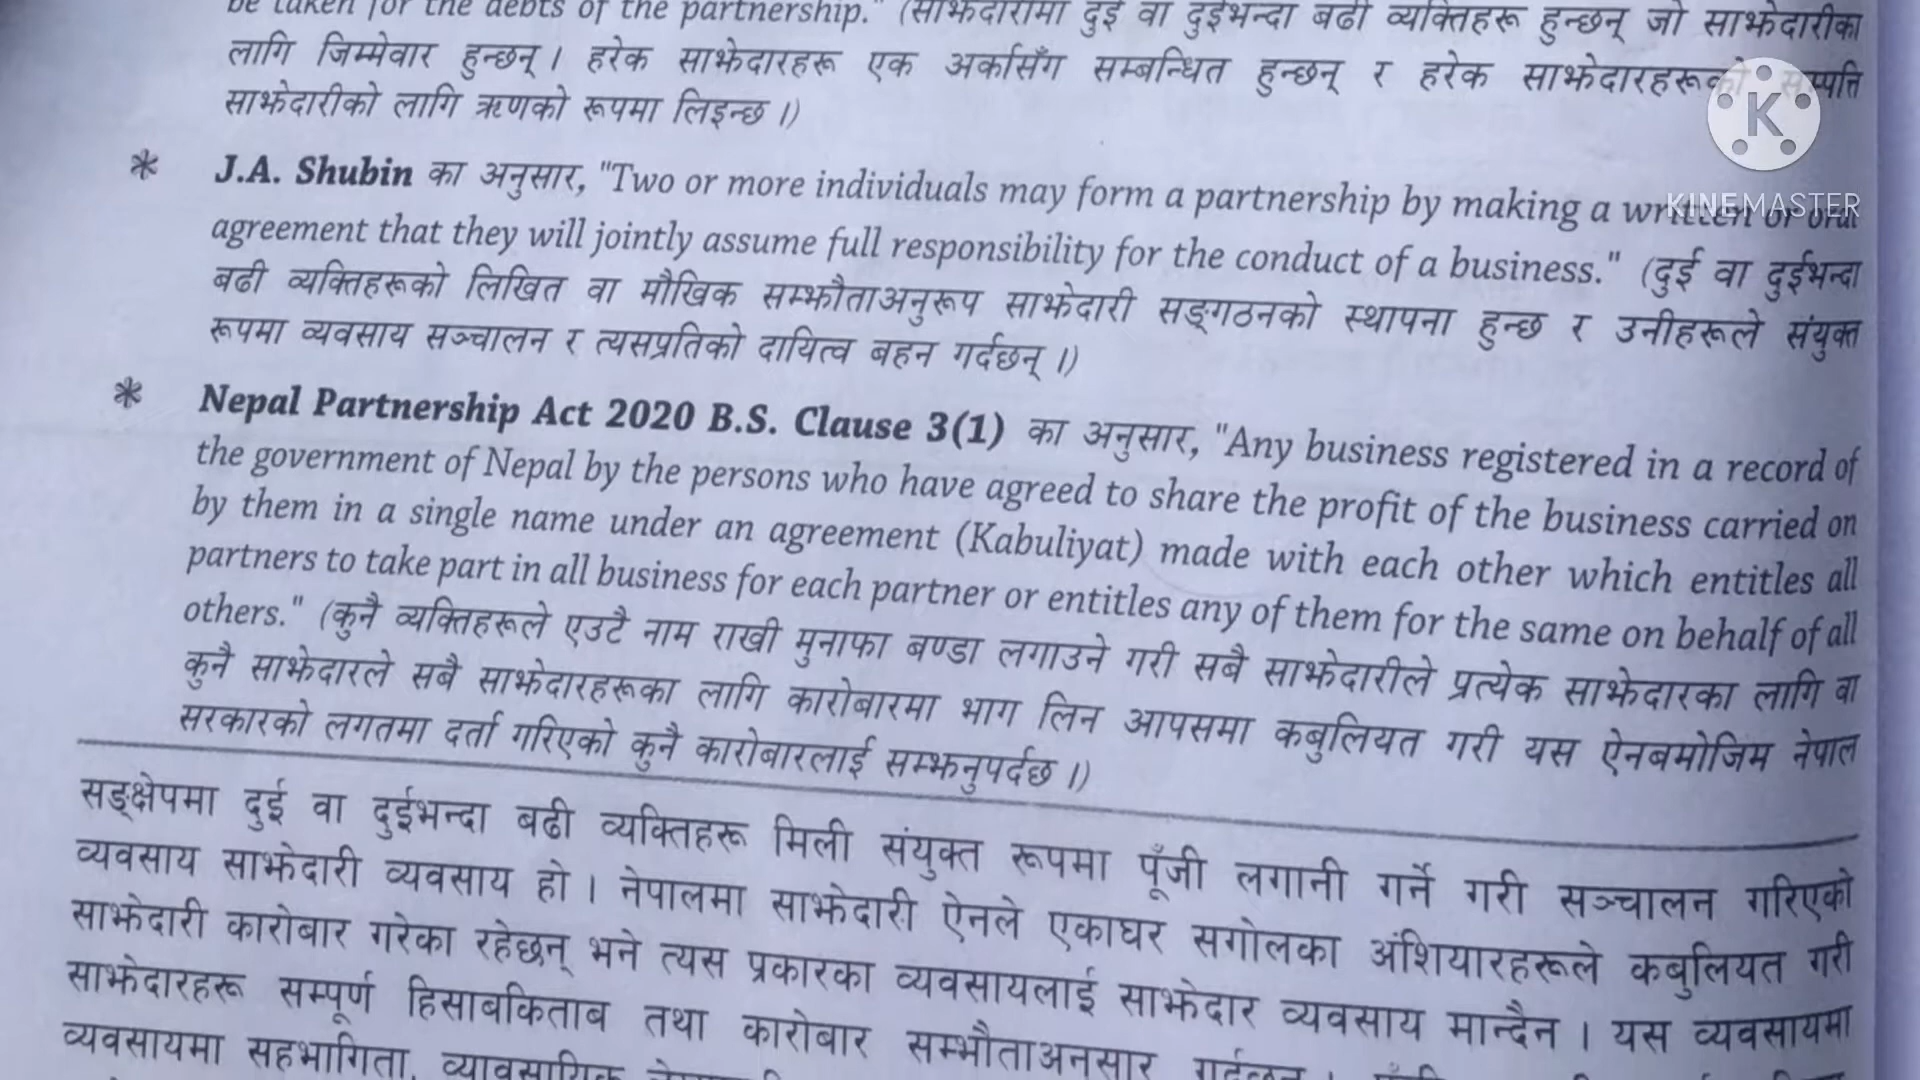 be taken for the debts of the partnership." (साझेदारीमा दुई वा दुईभन्दा बढी व्यक्तिहरू हुन्छन् जो साझेदारीका
लागि जिम्मेवार हुन्छन् । हरेक साझेदारहरू एक अर्कासँग सम्बन्धित हुन्छन् र हरेक साझेदारहरूको सम्पत्ति
साझेदारीको लागि ऋणको रूपमा लिइन्छ ।)
* J.A. Shubin का अनुसार, "Two or more individuals may form a partnership by making a written or oral
agreement that they will jointly assume full responsibility for the conduct of a business." (दुई वा दुईभन्दा
बढी व्यक्तिहरूको लिखित वा मौखिक सम्झौताअनुरूप साझेदारी सङ्गठनको स्थापना हुन्छ र उनीहरूले संयुक्त
रूपमा व्यवसाय सञ्चालन र त्यसप्रतिको दायित्व बहन गर्दछन् ।)
* Nepal Partnership Act 2020 B.S. Clause 3(1) का अनुसार, "Any business registered in a record of
the government of Nepal by the persons who have agreed to share the profit of the business carried on
by them in a single name under an agreement (Kabuliyat) made with each other which entitles all
partners to take part in all business for each partner or entitles any of them for the same on behalf of all
others." (कुनै व्यक्तिहरूले एउटै नाम राखी मुनाफा बण्डा लगाउने गरी सबै साझेदारीले प्रत्येक साझेदारका लागि वा
कुनै साझेदारले सबै साझेदारहरूका लागि कारोबारमा भाग लिन आपसमा कबुलियत गरी यस ऐनबमोजिम नेपाल
सरकारको लगतमा दर्ता गरिएको कुनै कारोबारलाई सम्झनुपर्दछ ।)
सङ्क्षेपमा दुई वा दुईभन्दा बढी व्यक्तिहरू मिली संयुक्त रूपमा पूँजी लगानी गर्ने गरी सञ्चालन गरिएको
व्यवसाय साझेदारी व्यवसाय हो । नेपालमा साझेदारी ऐनले एकाघर सगोलका अंशियारहरूले कबुलियत गरी
साझेदारी कारोबार गरेका रहेछन् भने त्यस प्रकारका व्यवसायलाई साझेदार व्यवसाय मान्दैन । यस व्यवसायमा
साझेदारहरू सम्पूर्ण हिसाबकिताब तथा कारोबार सम्झौताअनुसार गर्दछन् ।
व्यवसायमा सहभागिता, व्यावसायिक
K
KINEMASTER